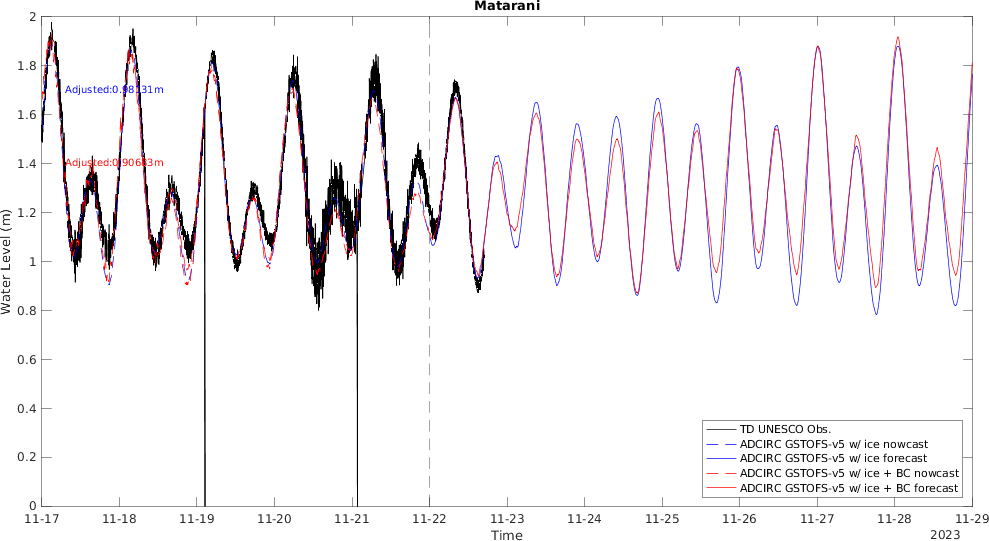 Matarani
2
1.8
1.6
1.4
1.2
1
0.8
0.6
0.4
0.2
0
Water Level (m)
Adjusted:0.98131m
Adjusted:0.90683m
TD UNESCO Obs.
ADCIRC GSTOFS-v5 w/ ice nowcast
ADCIRC GSTOFS-v5 w/ ice forecast
ADCIRC GSTOFS-v5 w/ ice + BC nowcast
ADCIRC GSTOFS-v5 w/ ice + BC forecast
11-17 11-18 11-19 11-20 11-21 11-22 11-23 11-24 11-25 11-26 11-27 11-28 11-29
Time
2023